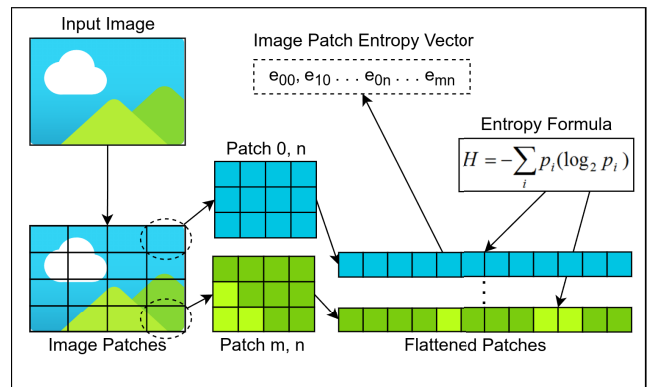 Input Image
Image Patch Entropy Vector
e₀₀, e₁₀ . . . e₀ₙ . . . eₘₙ
Entropy Formula
H = −∑ᵢ pᵢ(log₂ pᵢ)
Patch 0, n
Image Patches
Patch m, n
Flattened Patches